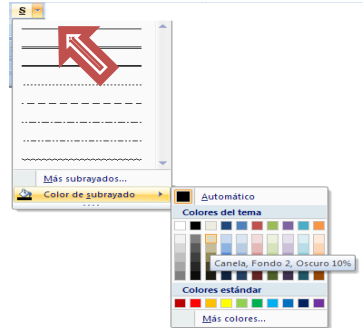 S
Más subrayados...
Color de subrayado
Automático
Colores del tema
Canela, Fondo 2, Oscuro 10%
Colores estándar
Más colores...